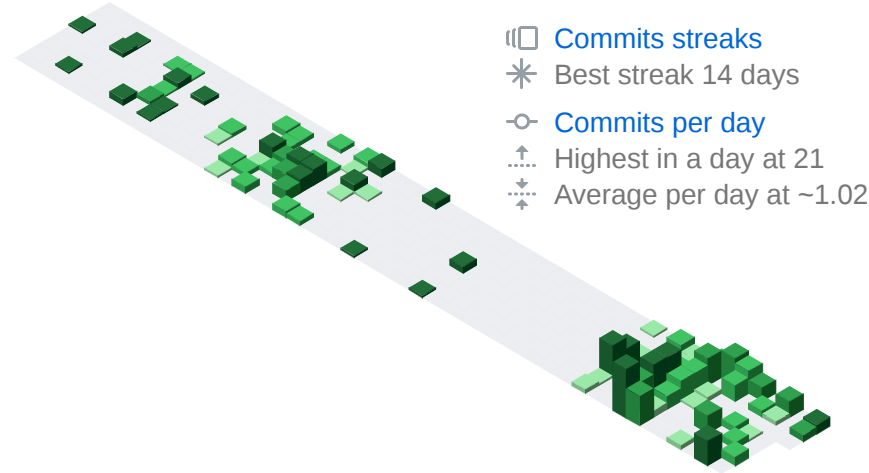 Commits streaks
Best streak 14 days
Commits per day
Highest in a day at 21
Average per day at ~1.02